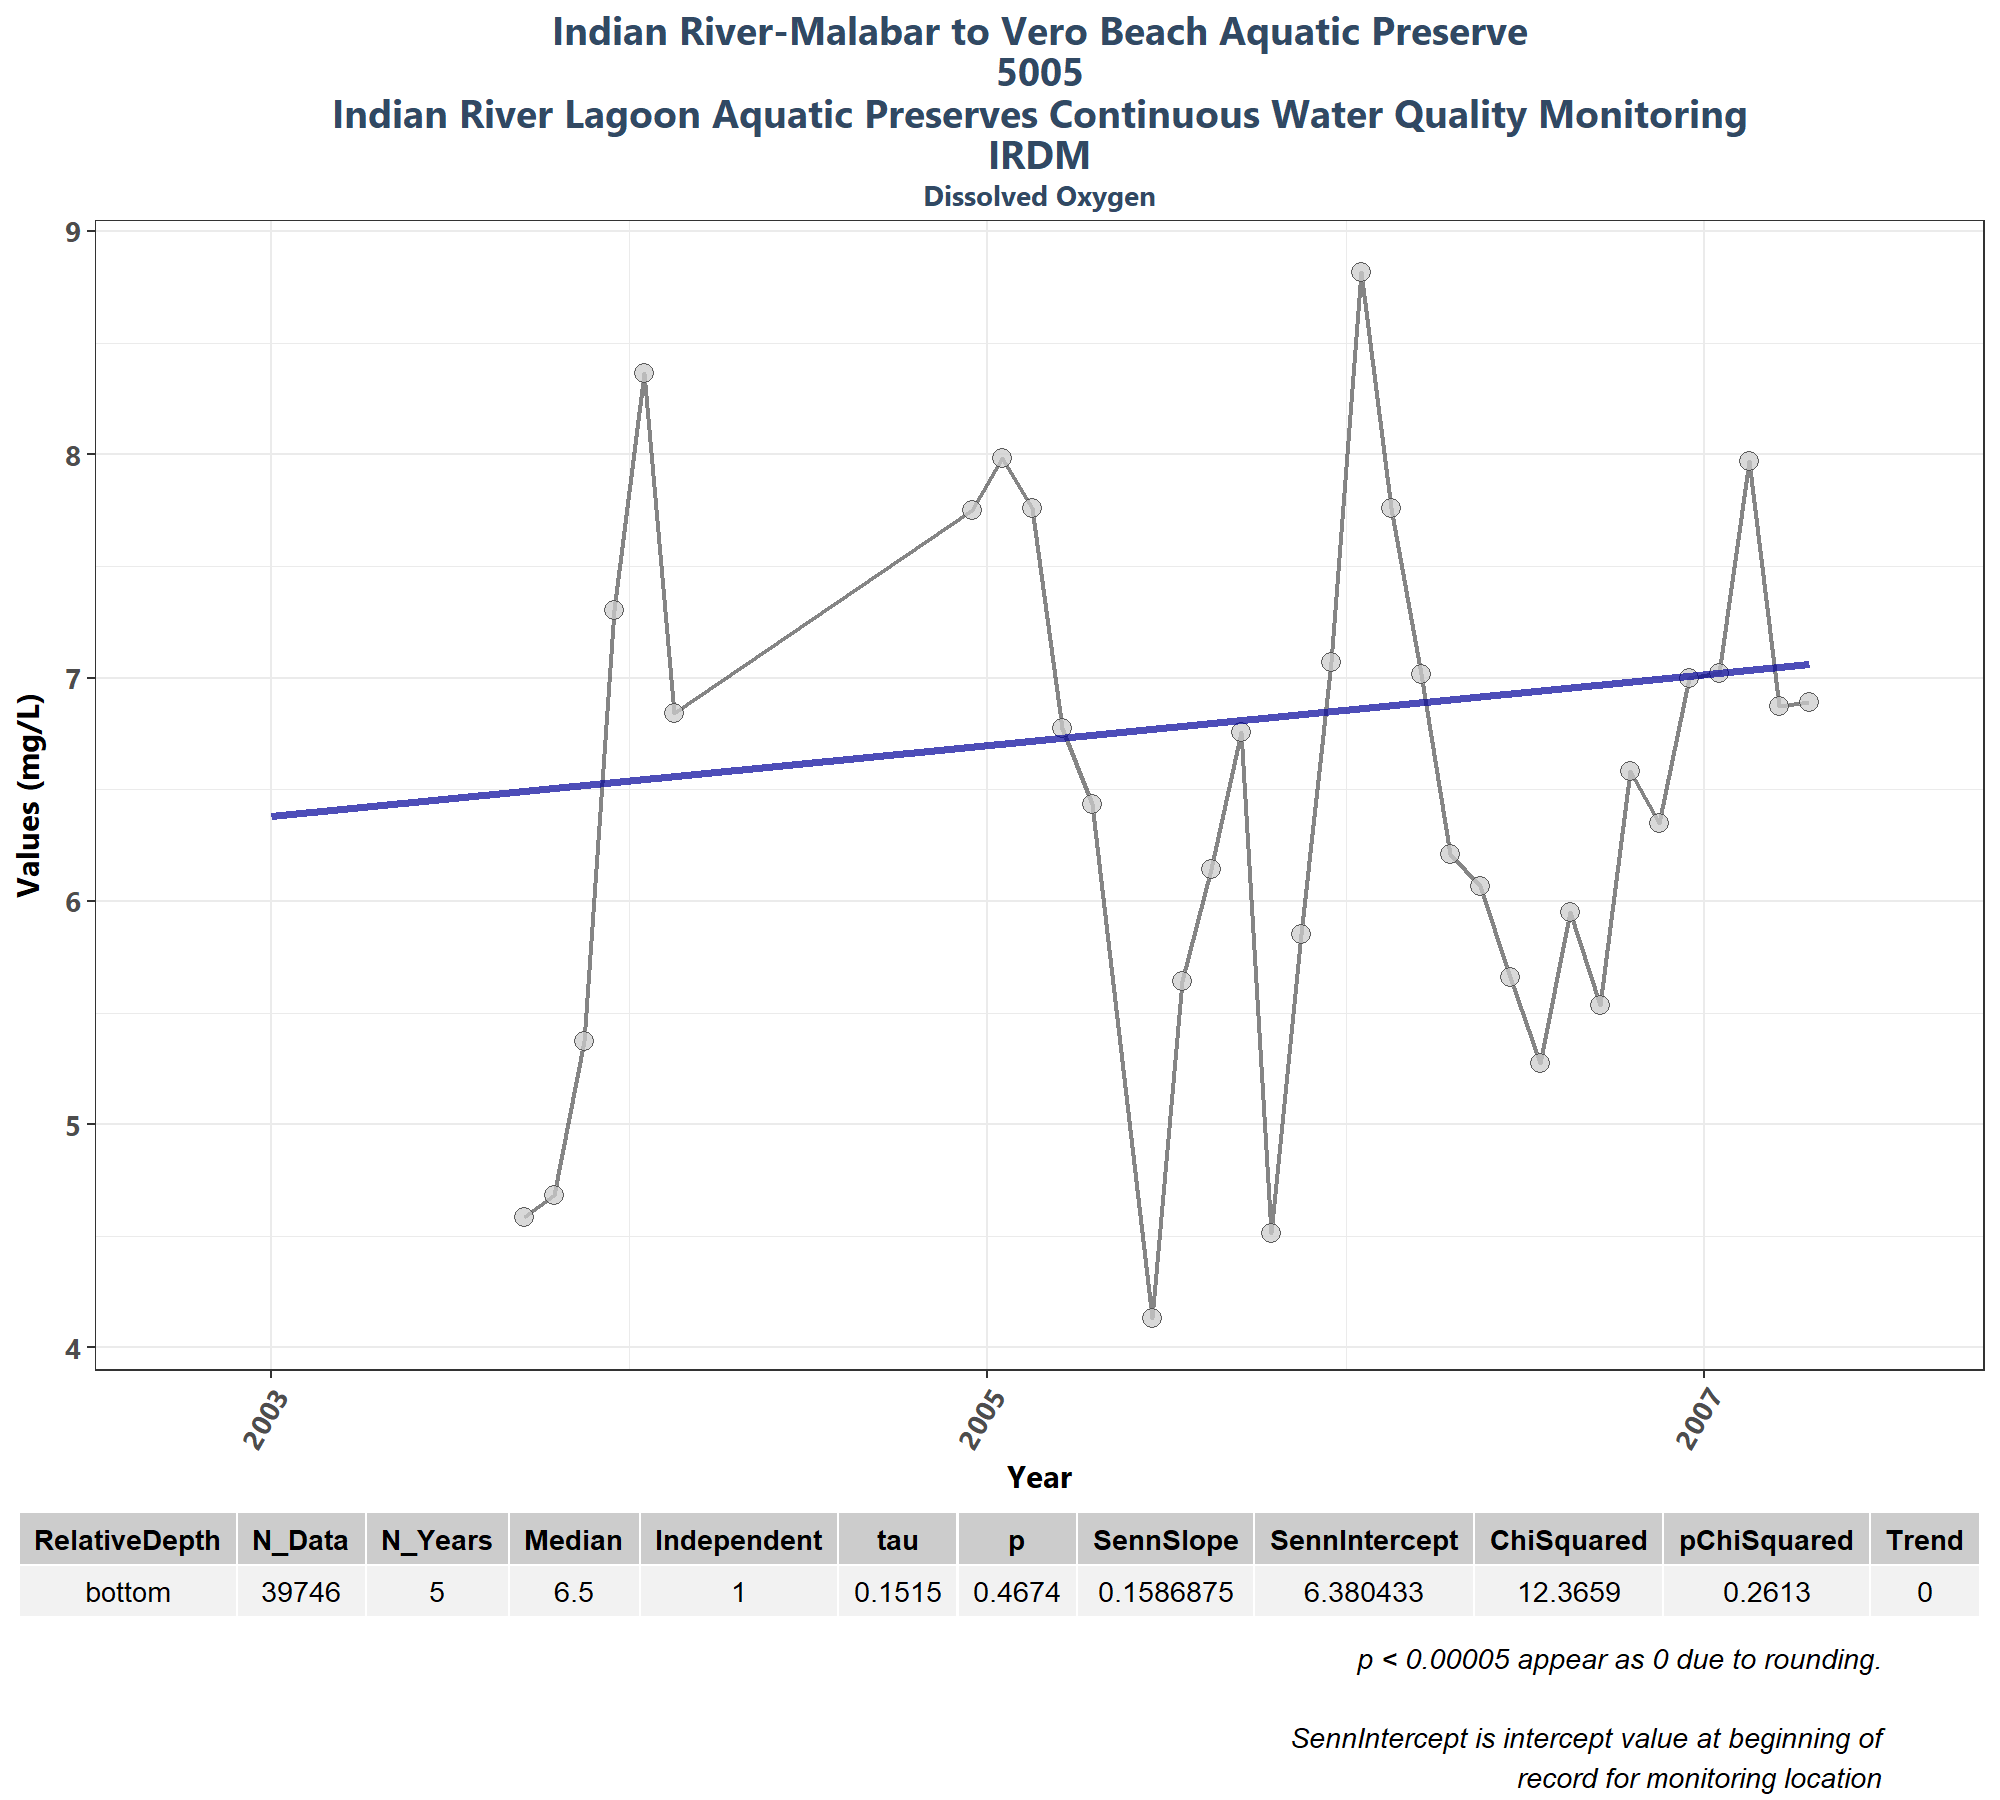 Indian River-Malabar to Vero Beach Aquatic Preserve
5005
Indian River Lagoon Aquatic Preserves Continuous Water Quality Monitoring
IRDM
Dissolved Oxygen
9
8
7
6
5
4
Values (mg/L)
2003 2005 2007
Year
RelativeDepth N_Data N_Years Median Independent tau p SennSlope SennIntercept ChiSquared pChiSquared Trend
bottom 39746 5 6.5 1 0.1515 0.4674 0.1586875 6.380433 12.3659 0.2613 0
p < 0.00005 appear as 0 due to rounding.
SennIntercept is intercept value at beginning of
record for monitoring location